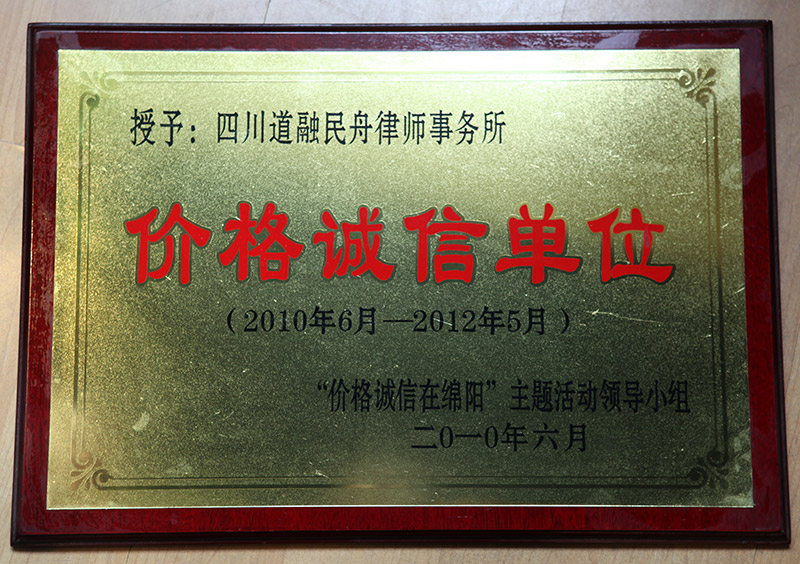 授予：四川道融民舟律师事务所
价格诚信单位
（2010年6月—2012年5月）
“价格诚信在绵阳”主题活动领导小组
二0一0年六月